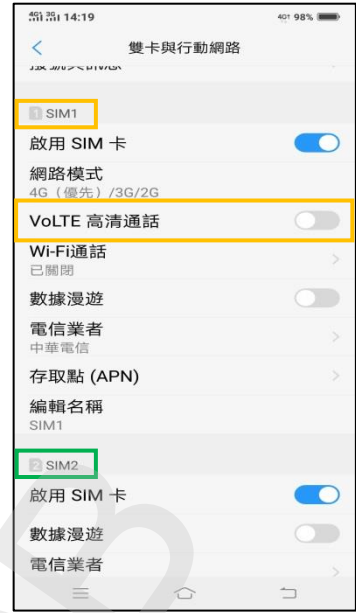 14:19
98%
雙卡與行動網路
1 SIM1
啟用 SIM 卡
網路模式
4G（優先）/3G/2G
VoLTE 高清通話
Wi-Fi通話
已關閉
數據漫遊
電信業者
中華電信
存取點 (APN)
編輯名稱
SIM1
2 SIM2
啟用 SIM 卡
數據漫遊
電信業者